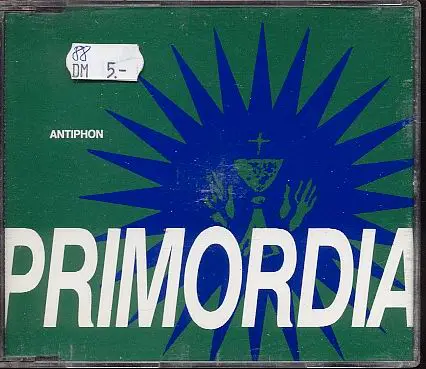 88
DM 5.-
ANTIPHON
PRIMORDIA